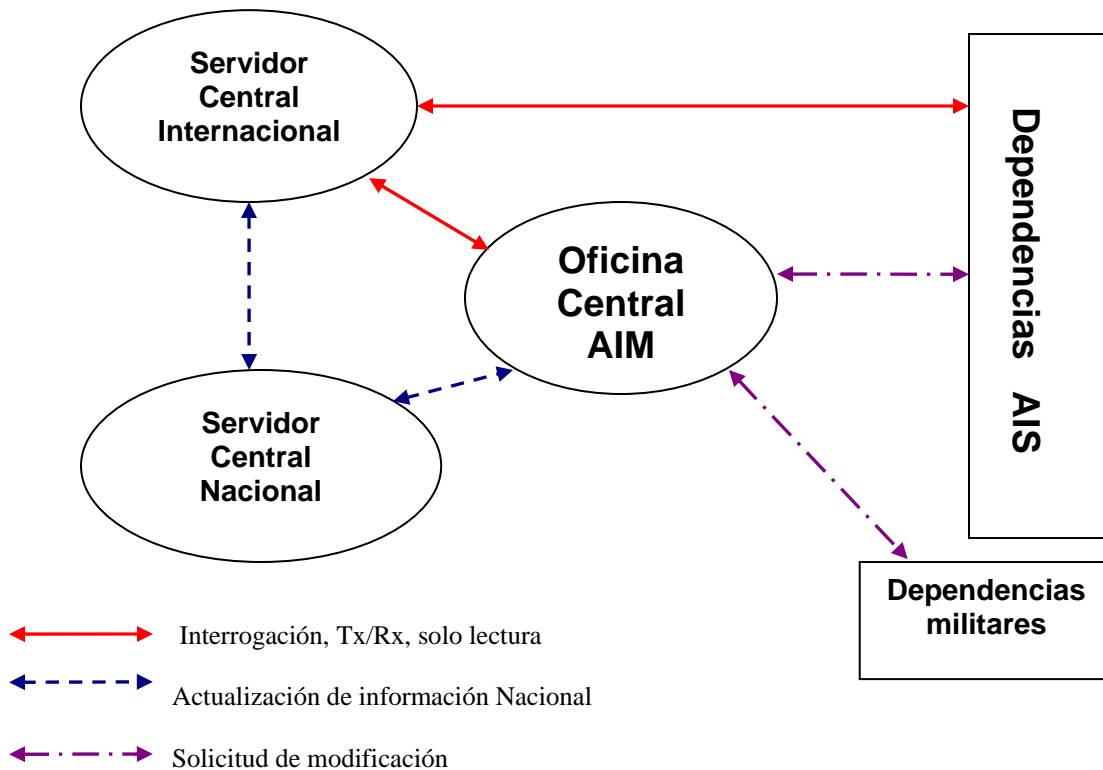 Servidor
Central
Internacional
Dependencias AIS
Oficina
Central
AIM
Servidor
Central
Nacional
Dependencias
militares
Interrogación, Tx/Rx, solo lectura
Actualización de información Nacional
Solicitud de modificación